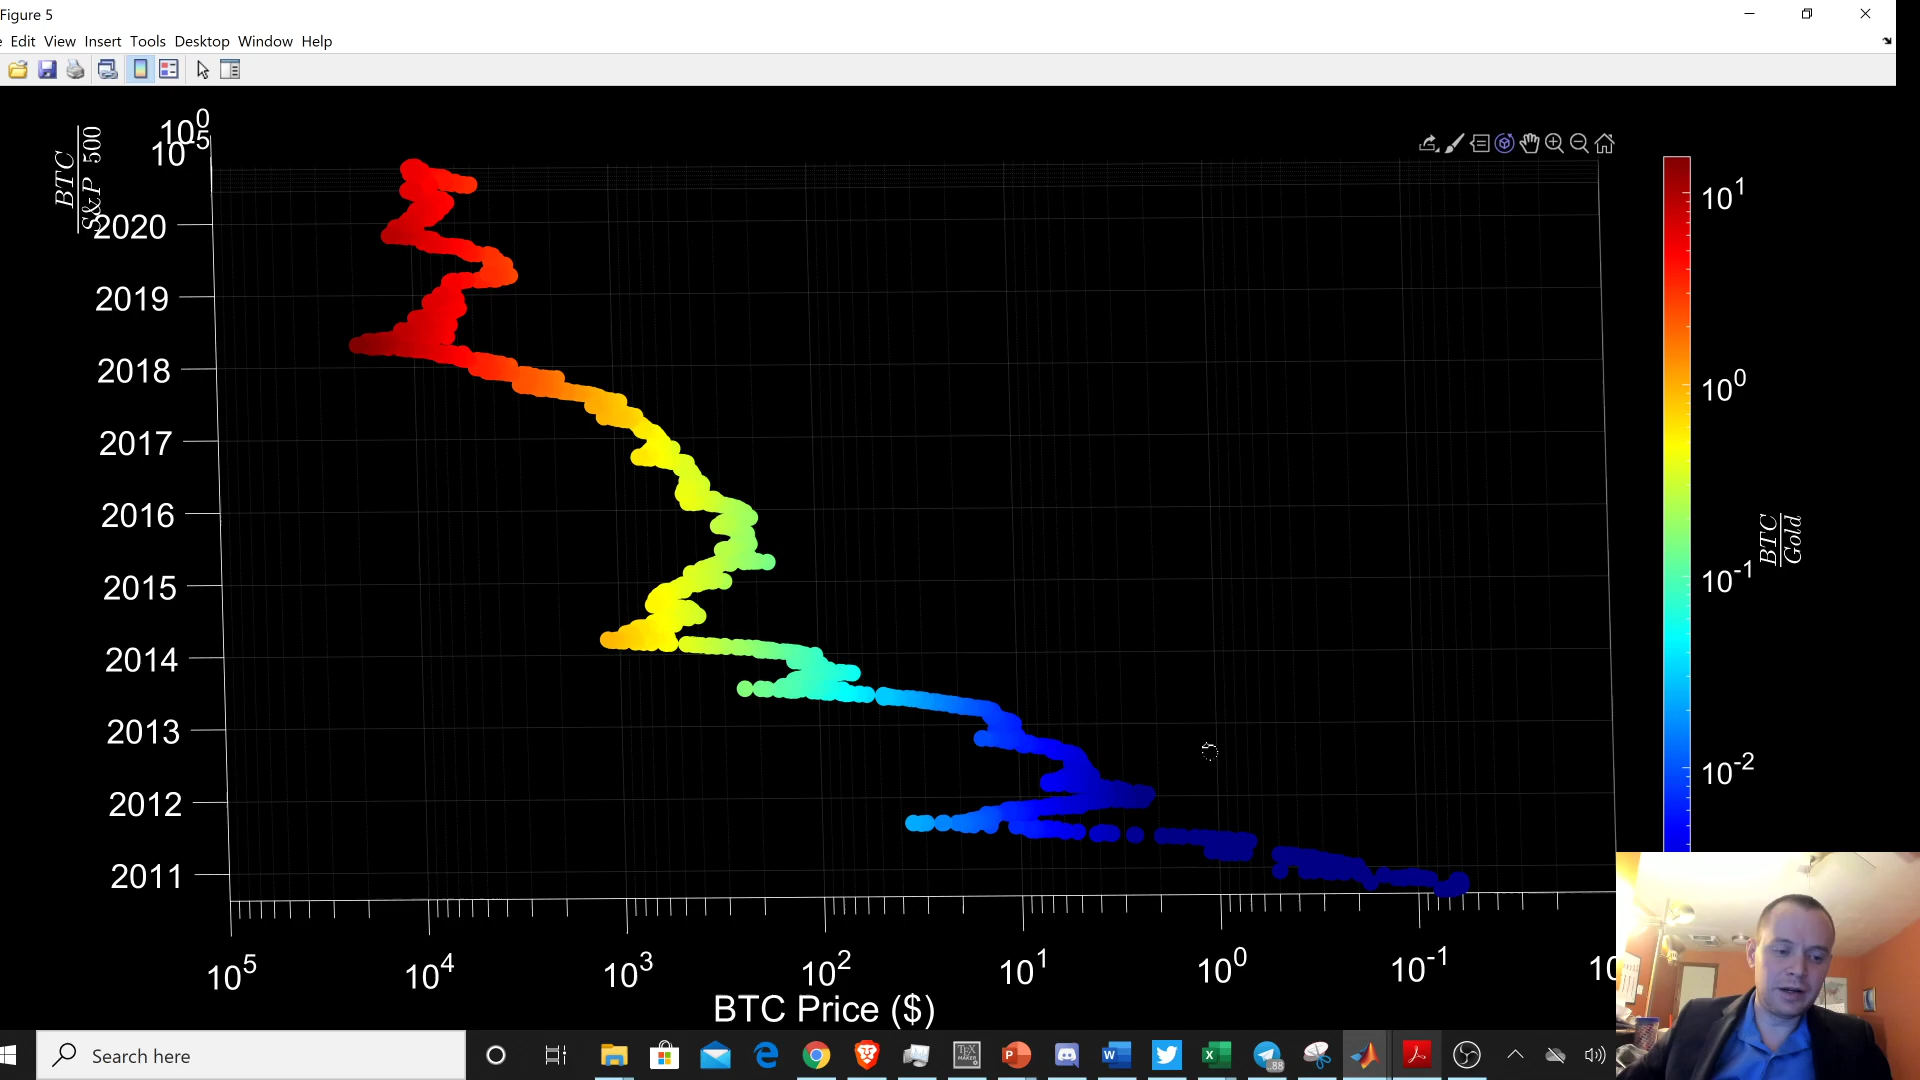 Figure 5
Edit View Insert Tools Desktop Window Help
10^0
10^-5
BTC
S&P 500
2020
2019
2018
2017
2016
2015
2014
2013
2012
2011
10^5 10^4 10^3 10^2 10^1 10^0 10^-1
BTC Price ($)
10^1
10^0
10^-1
10^-2
BTC
Gold
Search here
88